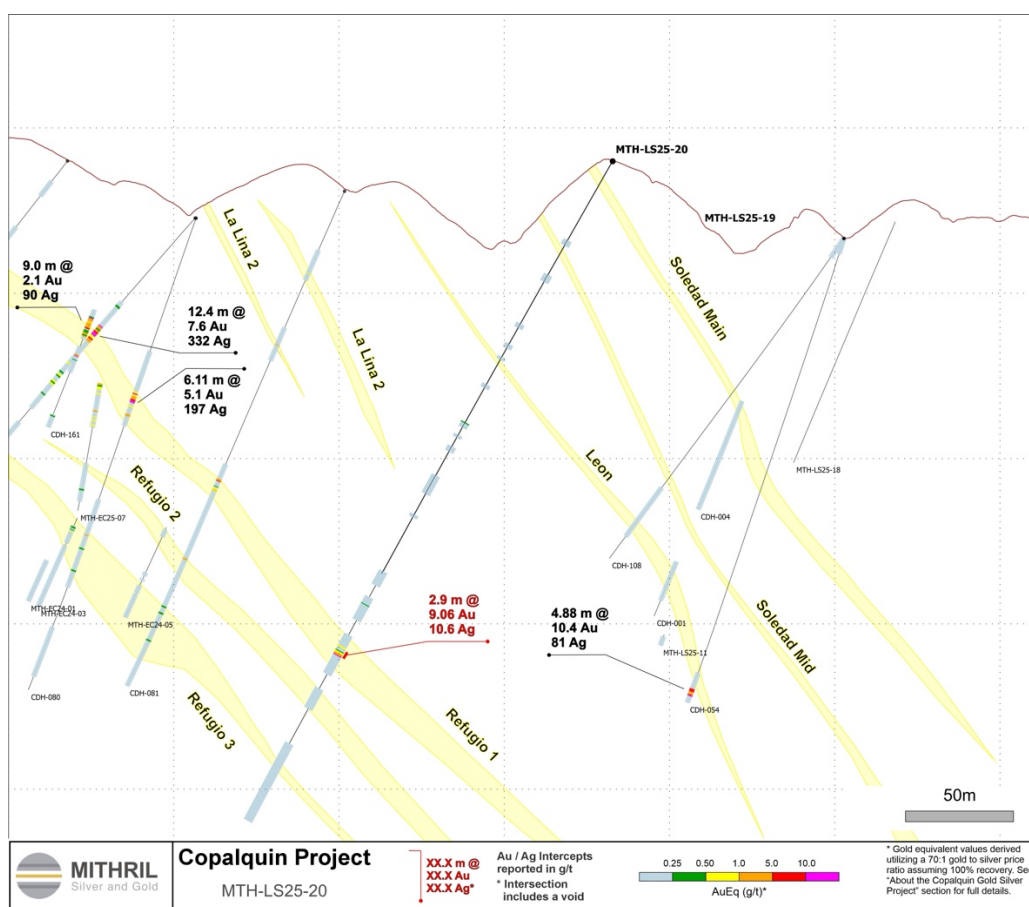 MTH-LS25-20
MTH-LS25-19
La Lina 2
La Lina 2
Soledad Main
9.0 m @
2.1 Au
90 Ag
12.4 m @
7.6 Au
332 Ag
6.11 m @
5.1 Au
197 Ag
CDH-161
Refugio 2
Leon
MTH-LS25-18
CDH-004
MTH-EC25-07
CDH-108
MTH-EC24-01
MTH-EC24-03
MTH-EC24-05
2.9 m @
9.06 Au
10.6 Ag
4.88 m @
10.4 Au
81 Ag
CDH-001
MTH-LS25-11
Soledad Mid
CDH-080
CDH-081
CDH-054
Refugio 3
Refugio 1
50m
MITHRIL
Silver and Gold
Copalquin Project
MTH-LS25-20
XX.X m @
XX.X Au
XX.X Ag*
Au / Ag Intercepts
reported in g/t
* Intersection
includes a void
0.25 0.50 1.0 5.0 10.0
AuEq (g/t)*
* Gold equivalent values derived
utilizing a 70:1 gold to silver price
ratio assuming 100% recovery. Se
"About the Copalquin Gold Silver
Project" section for full details.